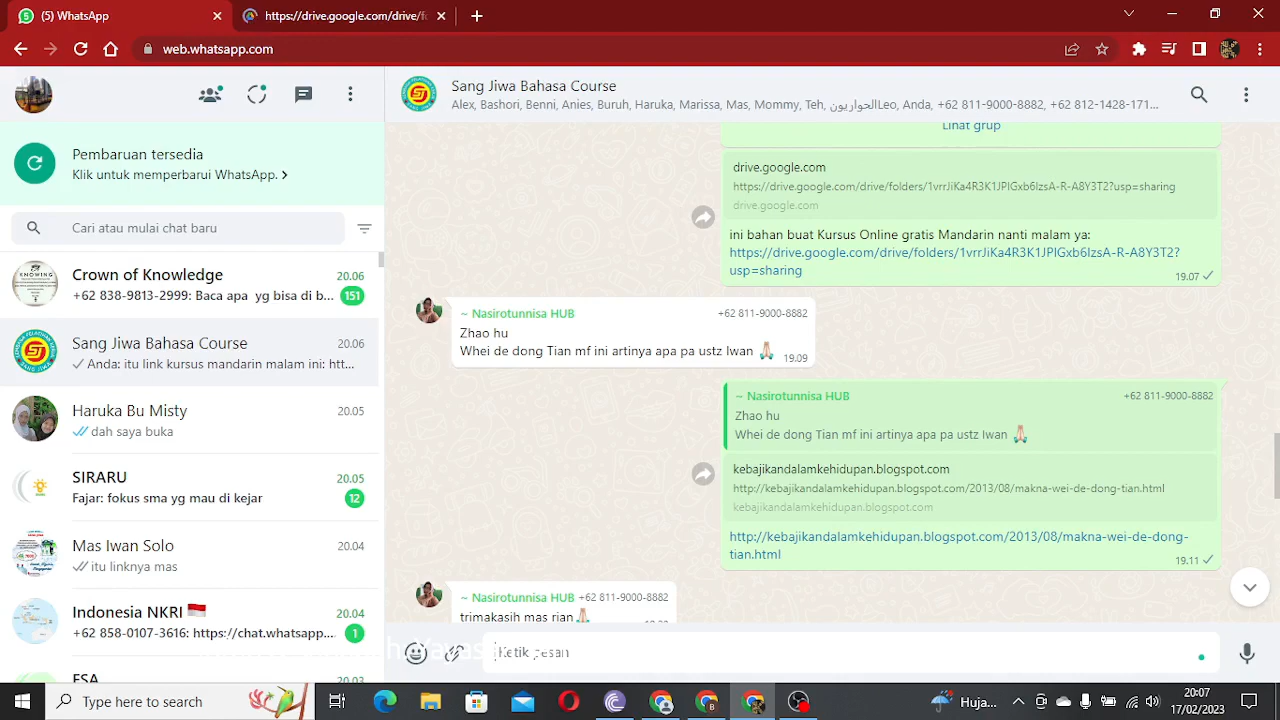 (5) WhatsApp
https://drive.google.com/drive/f
web.whatsapp.com
Sang Jiwa Bahasa Course
Alex, Bashori, Benni, Anies, Buruh, Haruka, Marissa, Mas, Mommy, Teh, الحواريون, Leo, Anda, +62 811-9000-8882, +62 812-1428-171...
Pembaruan tersedia
Klik untuk memperbarui WhatsApp.
Cari atau mulai chat baru
Crown of Knowledge
20.06
+62 838-9813-2999: Baca apa yg bisa di b...
151
Sang Jiwa Bahasa Course
20.06
Anda: itu link kursus mandarin malam ini: htt...
Haruka Bu Misty
20.05
dah saya buka
SIRARU
20.05
Fajar: fokus sma yg mau di kejar
12
Mas Iwan Solo
20.04
itu linknya mas
Indonesia NKRI 🇮🇩
20.04
+62 858-0107-3616: https://chat.whatsapp....
1
ESA
20.03
Lihat grup
drive.google.com
https://drive.google.com/drive/folders/1vrrJiKa4R3K1JPlGxb6IzsA-R-A8Y3T2?usp=sharing
drive.google.com
ini bahan buat Kursus Online gratis Mandarin nanti malam ya:
https://drive.google.com/drive/folders/1vrrJiKa4R3K1JPlGxb6IzsA-R-A8Y3T2?
usp=sharing
19.07
~ Nasirotunnisa HUB
+62 811-9000-8882
Zhao hu
Whei de dong Tian mf ini artinya apa pa ustz Iwan 🙏🏻
19.09
~ Nasirotunnisa HUB
+62 811-9000-8882
Zhao hu
Whei de dong Tian mf ini artinya apa pa ustz Iwan 🙏🏻
kebajikandalamkehidupan.blogspot.com
http://kebajikandalamkehidupan.blogspot.com/2013/08/makna-wei-de-dong-tian.html
kebajikandalamkehidupan.blogspot.com
http://kebajikandalamkehidupan.blogspot.com/2013/08/makna-wei-de-dong-
tian.html
19.11
~ Nasirotunnisa HUB +62 811-9000-8882
trimakasih mas rian🙏🏻
Ketik pesan
Type here to search
Huja...
20:07
17/02/2023